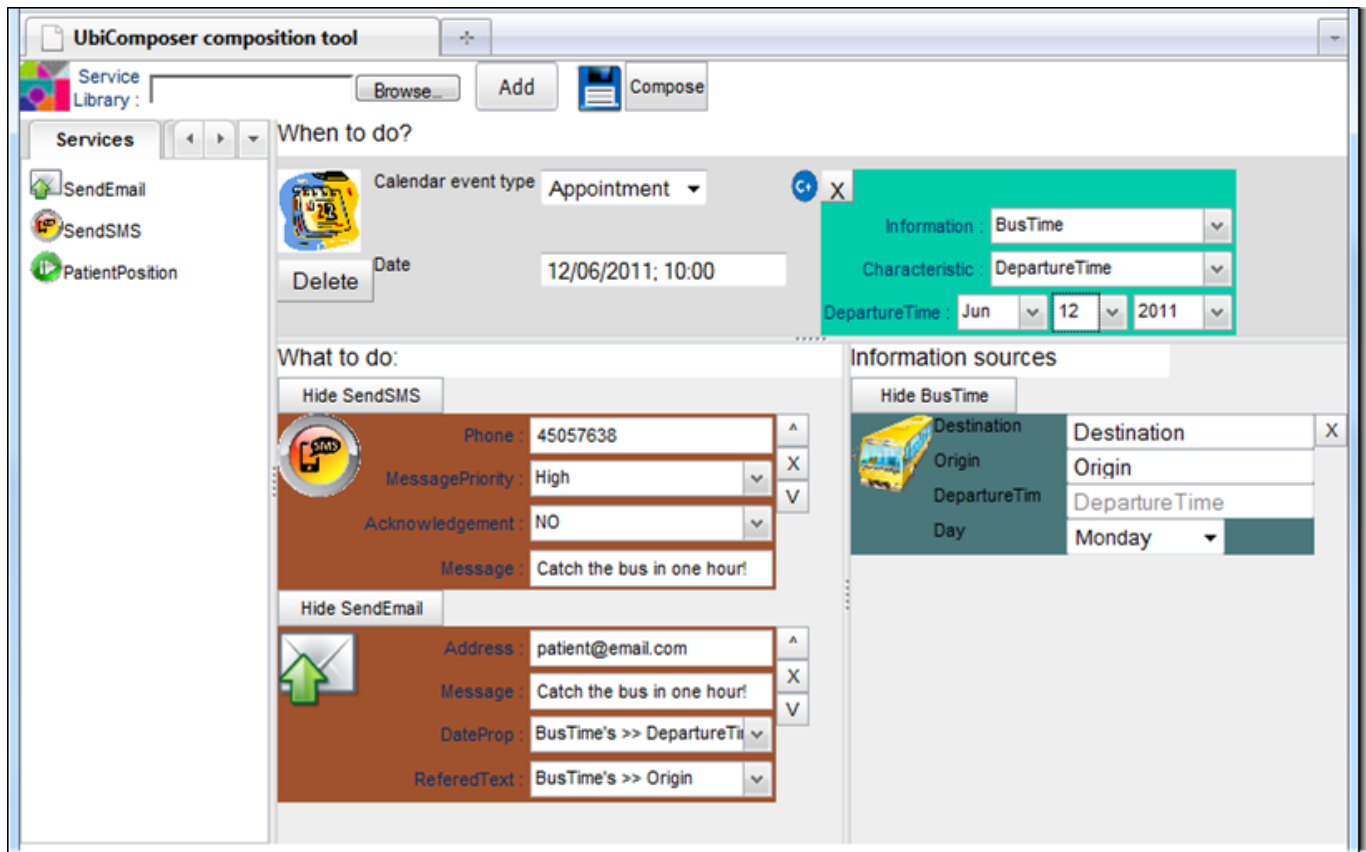 UbiComposer composition tool
Service Library :
Browse...
Add
Compose
Services
SendEmail
SendSMS
PatientPosition
When to do?
Calendar event type
Appointment
Date
12/06/2011; 10:00
Delete
C+
X
Information :
BusTime
Characteristic :
DepartureTime
DepartureTime :
Jun
12
2011
What to do:
Hide SendSMS
SMS
Phone :
45057638
MessagePriority :
High
Acknowledgement :
NO
Message :
Catch the bus in one hour!
^
X
V
Hide SendEmail
Address :
patient@email.com
Message :
Catch the bus in one hour!
DateProp :
BusTime's >> DepartureTi
ReferedText :
BusTime's >> Origin
^
X
V
Information sources
Hide BusTime
Destination
Destination
Origin
Origin
DepartureTim
DepartureTime
Day
Monday
X